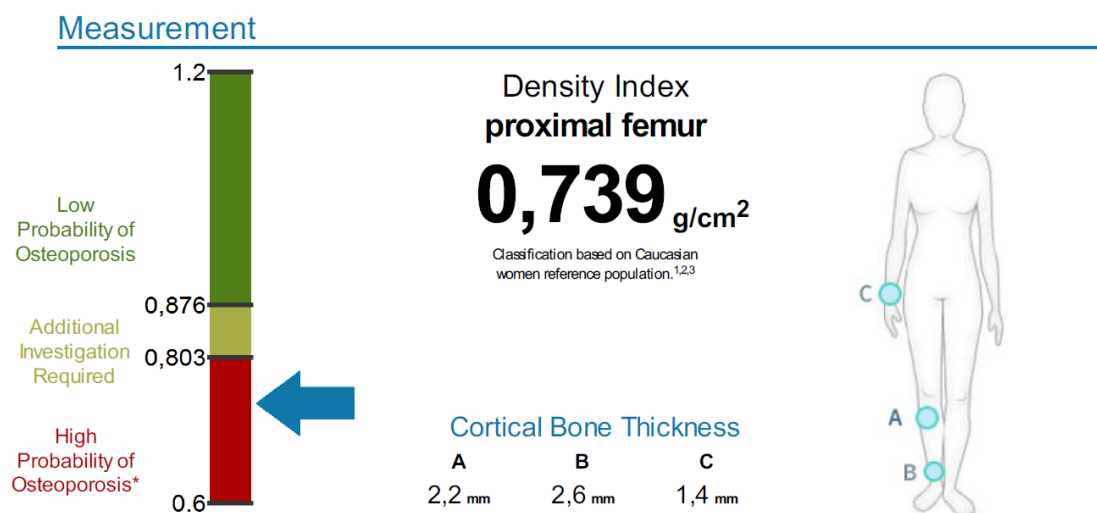 Measurement
1.2
Low
Probability of
Osteoporosis
0,876
Additional
Investigation
Required
0,803
High
Probability of
Osteoporosis*
0.6
Density Index
proximal femur
0,739 g/cm²
Classification based on Caucasian
women reference population.1,2,3
Cortical Bone Thickness
A B C
2,2 mm 2,6 mm 1,4 mm
C
A
B